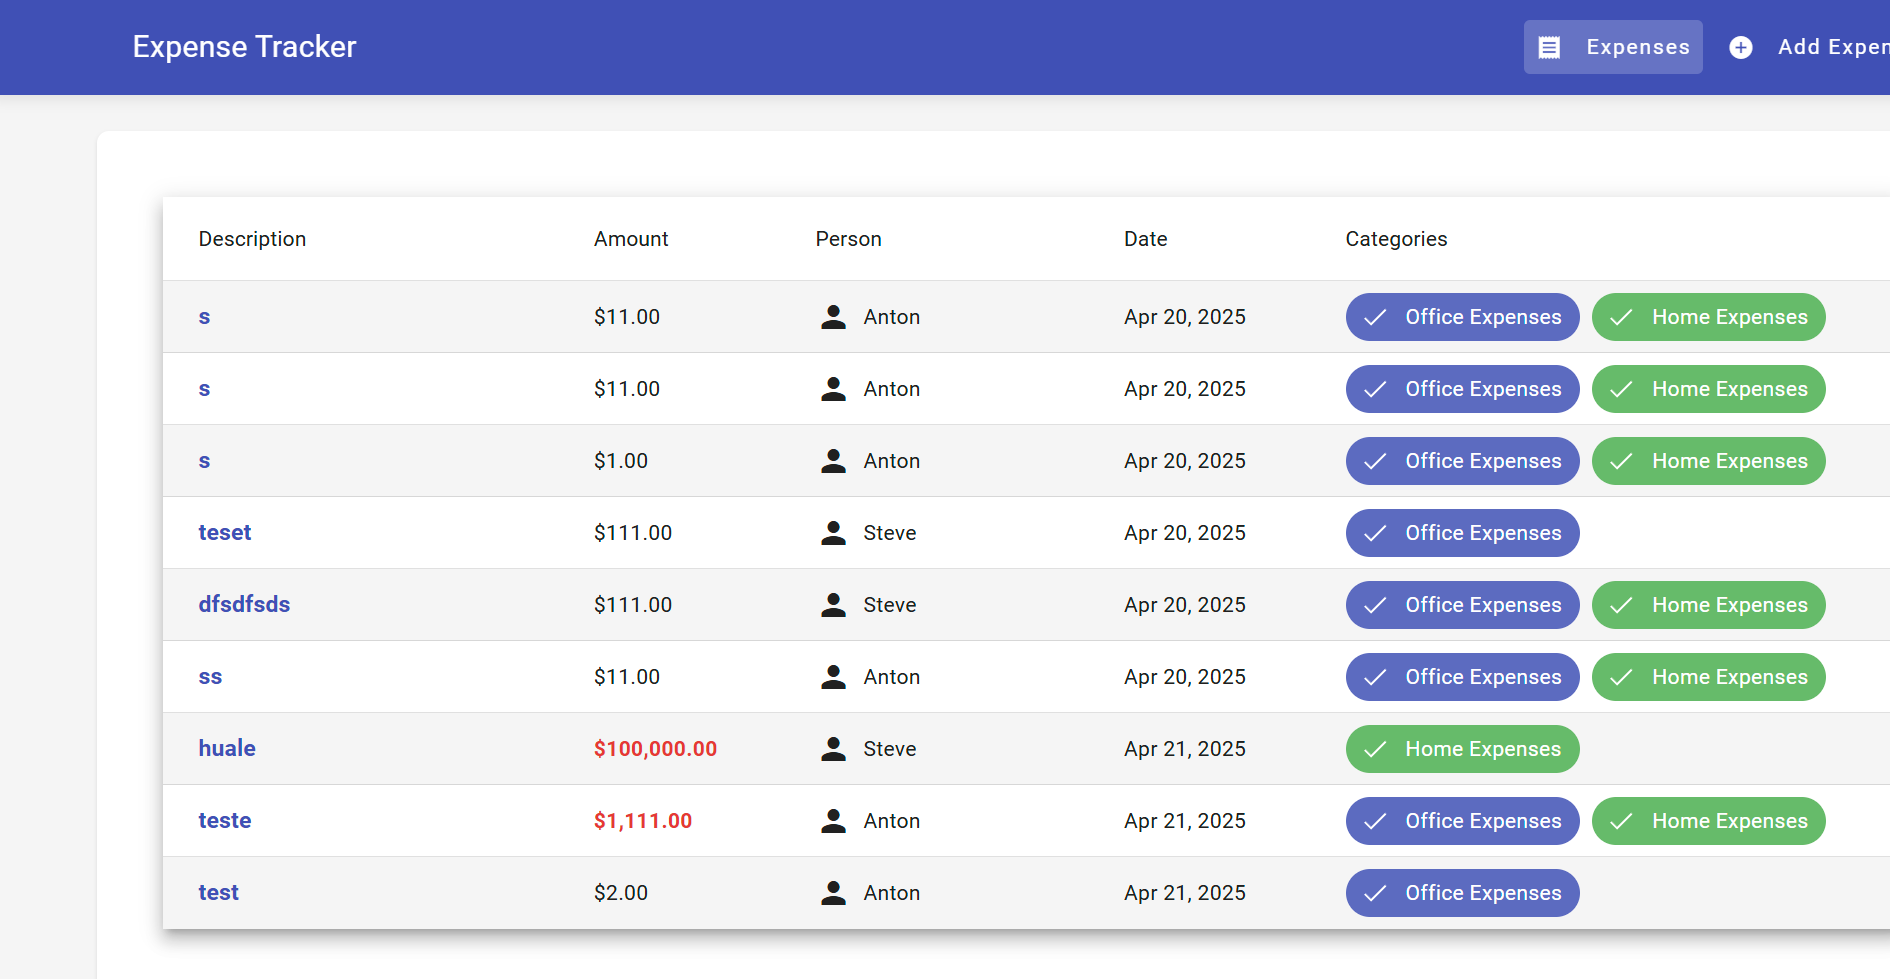 Expense Tracker Expenses Add Expen
Description Amount Person Date Categories
s $11.00 Anton Apr 20, 2025 Office Expenses Home Expenses
s $11.00 Anton Apr 20, 2025 Office Expenses Home Expenses
s $1.00 Anton Apr 20, 2025 Office Expenses Home Expenses
teset $111.00 Steve Apr 20, 2025 Office Expenses
dfsdfsds $111.00 Steve Apr 20, 2025 Office Expenses Home Expenses
ss $11.00 Anton Apr 20, 2025 Office Expenses Home Expenses
huale $100,000.00 Steve Apr 21, 2025 Home Expenses
teste $1,111.00 Anton Apr 21, 2025 Office Expenses Home Expenses
test $2.00 Anton Apr 21, 2025 Office Expenses